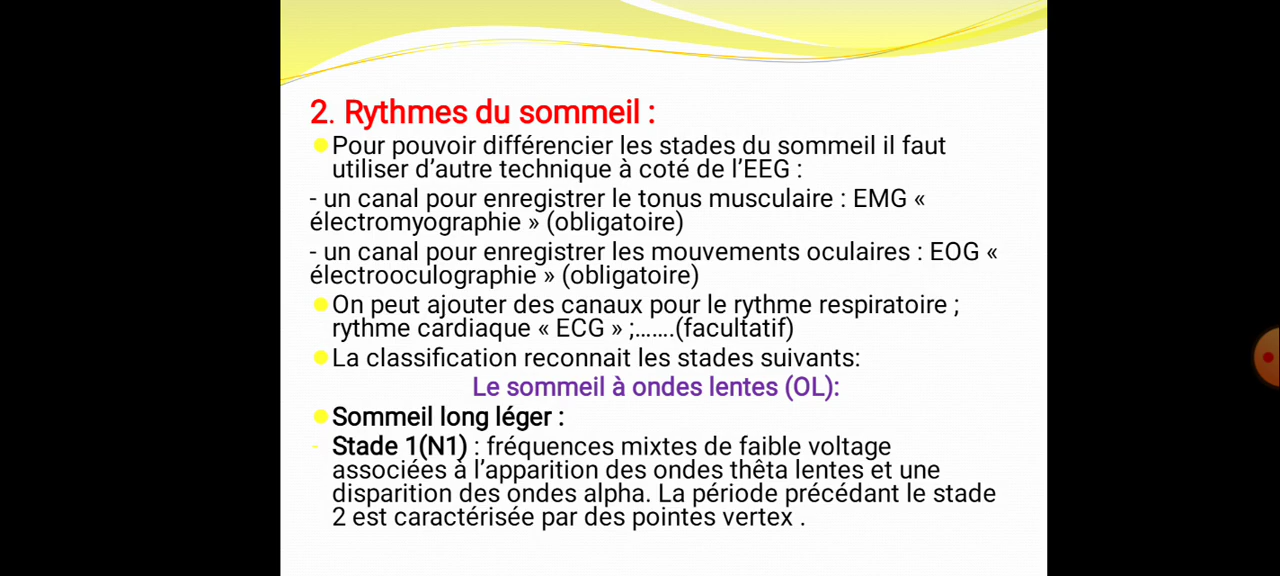 2. Rythmes du sommeil :
Pour pouvoir différencier les stades du sommeil il faut
utiliser d’autre technique à coté de l’EEG :
- un canal pour enregistrer le tonus musculaire : EMG «
électromyographie » (obligatoire)
- un canal pour enregistrer les mouvements oculaires : EOG «
électrooculographie » (obligatoire)
On peut ajouter des canaux pour le rythme respiratoire ;
rythme cardiaque « ECG » ;…….(facultatif)
La classification reconnait les stades suivants:
Le sommeil à ondes lentes (OL):
Sommeil long léger :
- Stade 1(N1) : fréquences mixtes de faible voltage
associées à l’apparition des ondes thêta lentes et une
disparition des ondes alpha. La période précédant le stade
2 est caractérisée par des pointes vertex .